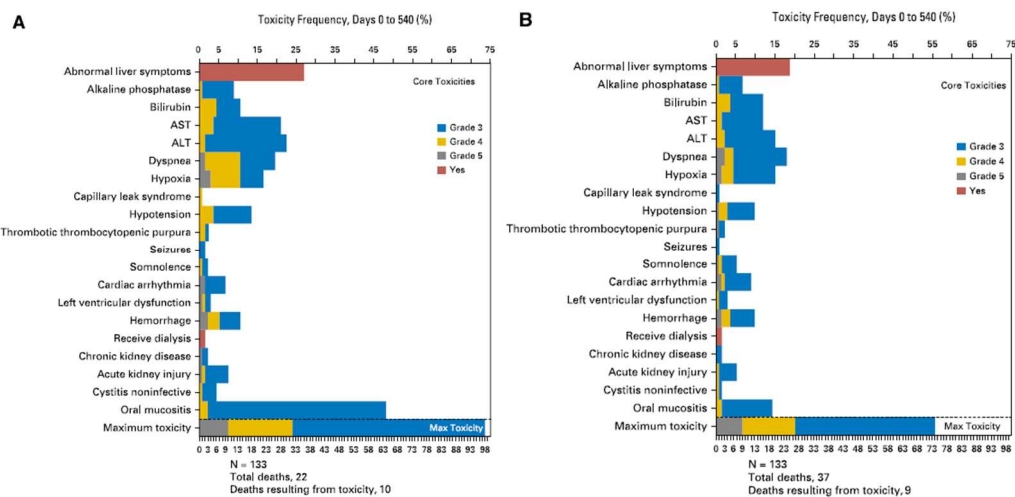 A
Toxicity Frequency, Days 0 to 540 (%)
0 5 15 25 35 45 55 65 75
Abnormal liver symptoms
Alkaline phosphatase
Bilirubin
AST
ALT
Dyspnea
Hypoxia
Capillary leak syndrome
Hypotension
Thrombotic thrombocytopenic purpura
Seizures
Somnolence
Cardiac arrhythmia
Left ventricular dysfunction
Hemorrhage
Receive dialysis
Chronic kidney disease
Acute kidney injury
Cystitis noninfective
Oral mucositis
Maximum toxicity
Core Toxicities
Grade 3
Grade 4
Grade 5
Yes
Max Toxicity
0 3 8 13 18 23 28 33 38 43 48 53 58 63 68 73 78 83 88 93 98
N = 133
Total deaths, 22
Deaths resulting from toxicity, 10
B
Toxicity Frequency, Days 0 to 540 (%)
0 5 15 25 35 45 55 65 75
Abnormal liver symptoms
Alkaline phosphatase
Bilirubin
AST
ALT
Dyspnea
Hypoxia
Capillary leak syndrome
Hypotension
Thrombotic thrombocytopenic purpura
Seizures
Somnolence
Cardiac arrhythmia
Left ventricular dysfunction
Hemorrhage
Receive dialysis
Chronic kidney disease
Acute kidney injury
Cystitis noninfective
Oral mucositis
Maximum toxicity
Core Toxicities
Grade 3
Grade 4
Grade 5
Yes
Max Toxicity
0 3 8 13 18 23 28 33 38 43 48 53 58 63 68 73 78 83 88 93 98
N = 133
Total deaths, 37
Deaths resulting from toxicity, 9